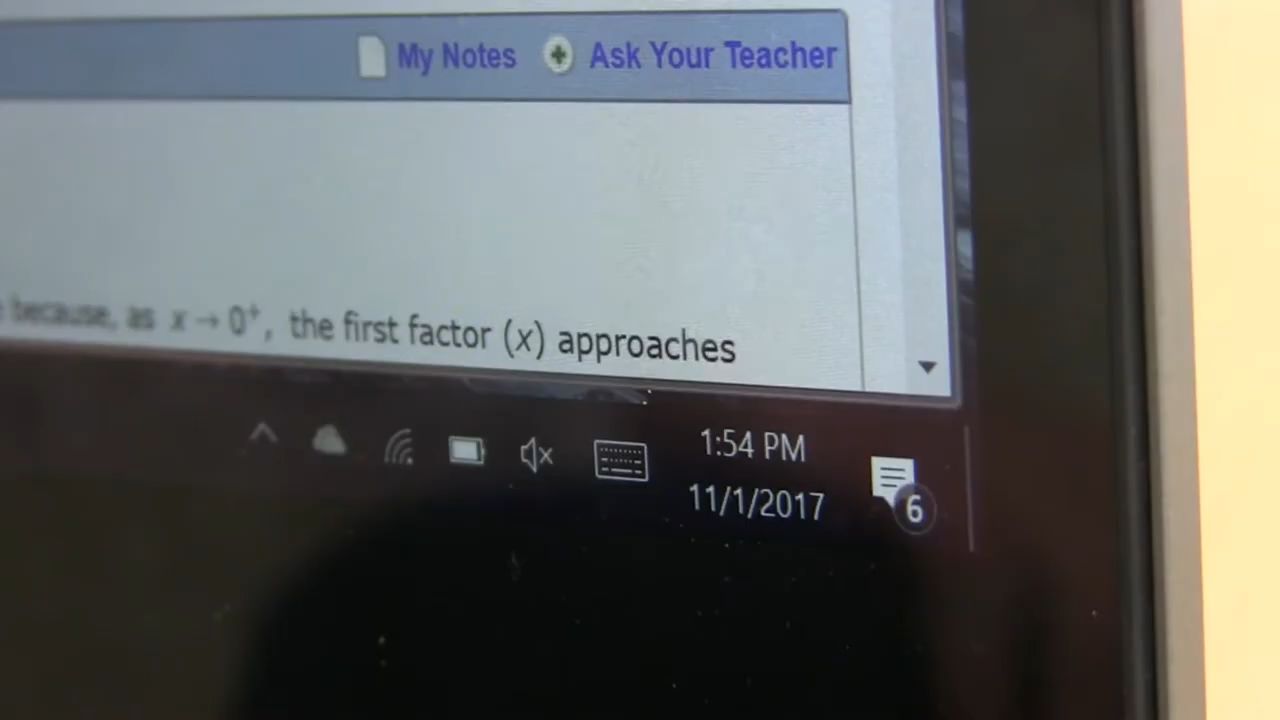 My Notes Ask Your Teacher
because, as x → 0⁺, the first factor (x) approaches
1:54 PM
11/1/2017
6